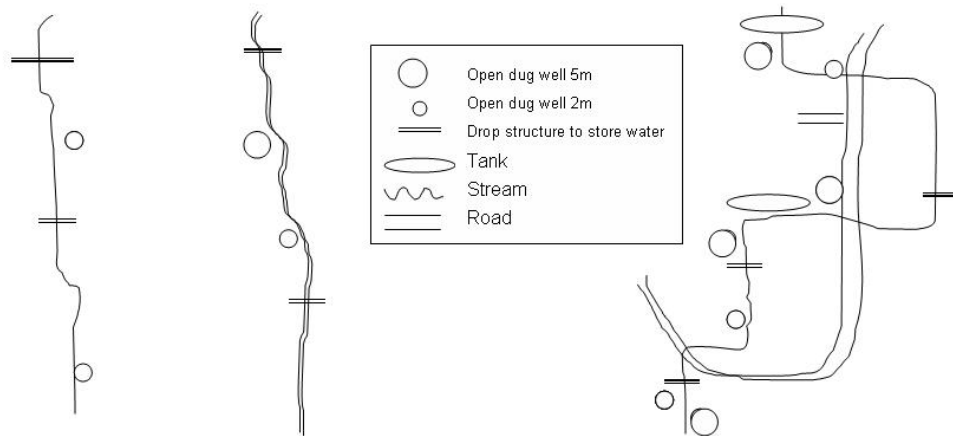 Open dug well 5m
Open dug well 2m
Drop structure to store water
Tank
Stream
Road